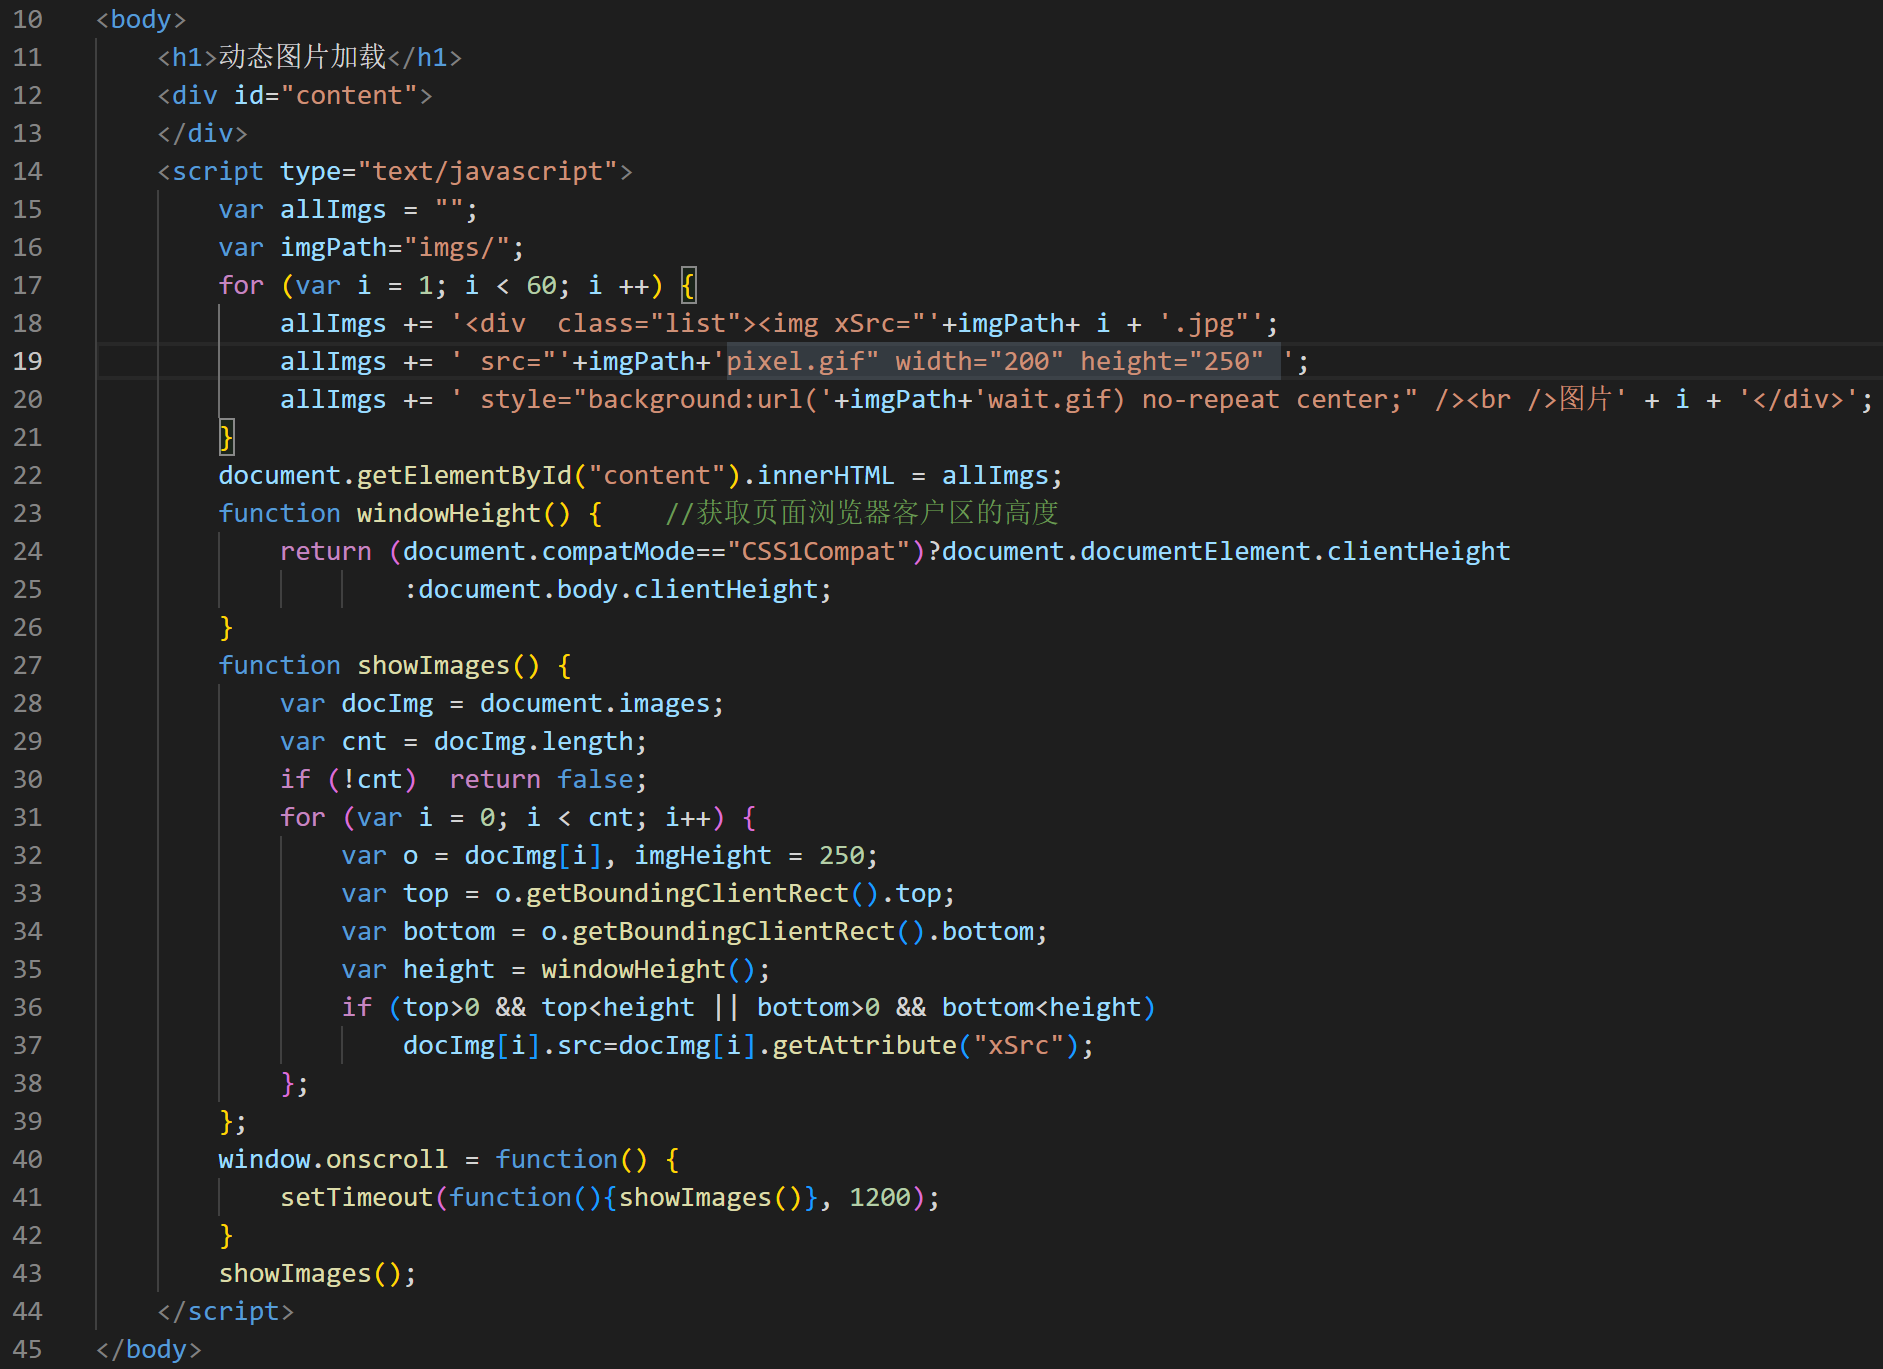 10 <body>
11 <h1>动态图片加载</h1>
12 <div id="content">
13 </div>
14 <script type="text/javascript">
15 var allImgs = "";
16 var imgPath="imgs/";
17 for (var i = 1; i < 60; i ++) {
18 allImgs += '<div  class="list"><img xSrc="'+imgPath+ i + '.jpg"';
19 allImgs += ' src="'+imgPath+'pixel.gif" width="200" height="250" ';
20 allImgs += ' style="background:url('+imgPath+'wait.gif) no-repeat center;" /><br />图片' + i + '</div>';
21 }
22 document.getElementById("content").innerHTML = allImgs;
23 function windowHeight() {    //获取页面浏览器客户区的高度
24 return (document.compatMode=="CSS1Compat")?document.documentElement.clientHeight
25 :document.body.clientHeight;
26 }
27 function showImages() {
28 var docImg = document.images;
29 var cnt = docImg.length;
30 if (!cnt)  return false;
31 for (var i = 0; i < cnt; i++) {
32 var o = docImg[i], imgHeight = 250;
33 var top = o.getBoundingClientRect().top;
34 var bottom = o.getBoundingClientRect().bottom;
35 var height = windowHeight();
36 if (top>0 && top<height || bottom>0 && bottom<height)
37 docImg[i].src=docImg[i].getAttribute("xSrc");
38 };
39 };
40 window.onscroll = function() {
41 setTimeout(function(){showImages()}, 1200);
42 }
43 showImages();
44 </script>
45 </body>